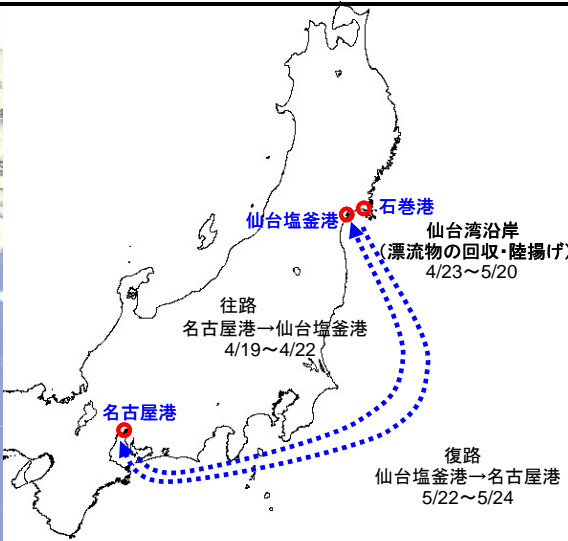 仙台塩釜港
石巻港
仙台湾沿岸
(漂流物の回収・陸揚げ)
4/23～5/20
往路
名古屋港→仙台塩釜港
4/19～4/22
名古屋港
復路
仙台塩釜港→名古屋港
5/22～5/24